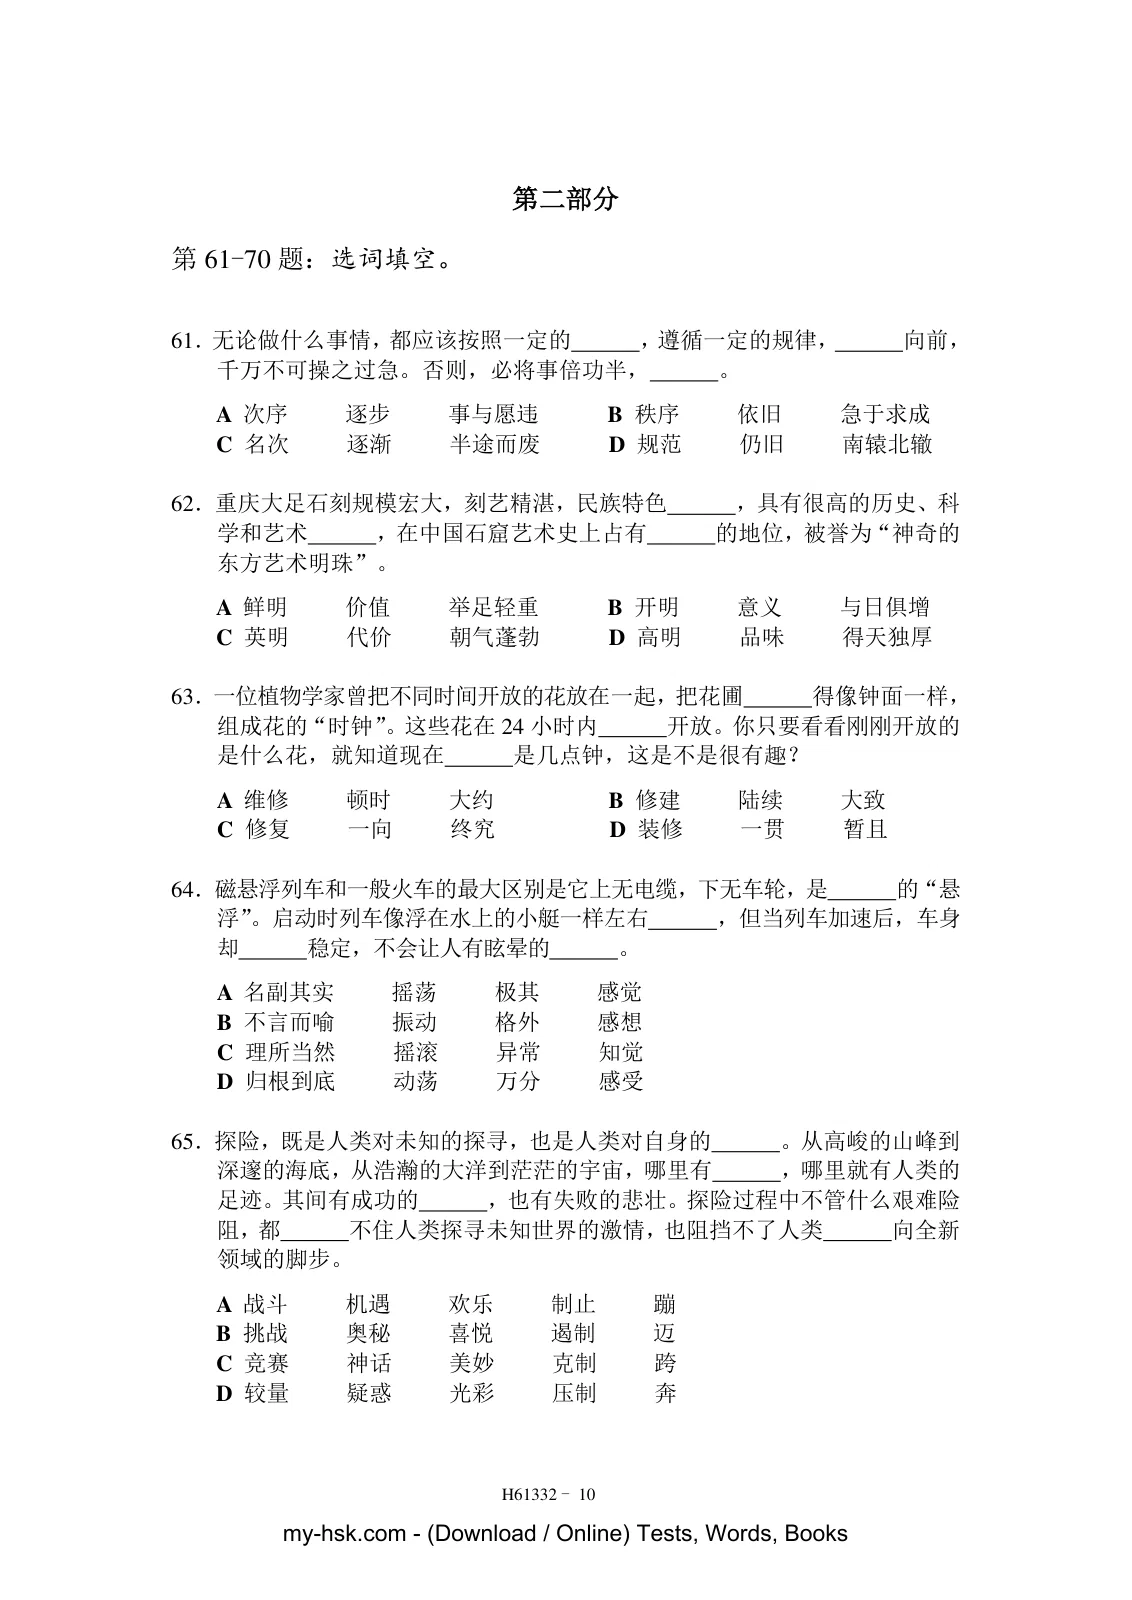 第二部分
第 61-70 题：选词填空。
61．无论做什么事情，都应该按照一定的______，遵循一定的规律，______向前，
千万不可操之过急。否则，必将事倍功半，______。
A 次序 逐步 事与愿违 B 秩序 依旧 急于求成
C 名次 逐渐 半途而废 D 规范 仍旧 南辕北辙
62．重庆大足石刻规模宏大，刻艺精湛，民族特色______，具有很高的历史、科
学和艺术______，在中国石窟艺术史上占有______的地位，被誉为“神奇的
东方艺术明珠”。
A 鲜明 价值 举足轻重 B 开明 意义 与日俱增
C 英明 代价 朝气蓬勃 D 高明 品味 得天独厚
63．一位植物学家曾把不同时间开放的花放在一起，把花圃______得像钟面一样，
组成花的“时钟”。这些花在 24 小时内______开放。你只要看看刚刚开放的
是什么花，就知道现在______是几点钟，这是不是很有趣？
A 维修 顿时 大约 B 修建 陆续 大致
C 修复 一向 终究 D 装修 一贯 暂且
64．磁悬浮列车和一般火车的最大区别是它上无电缆，下无车轮，是______的“悬
浮”。启动时列车像浮在水上的小艇一样左右______，但当列车加速后，车身
却______稳定，不会让人有眩晕的______。
A 名副其实 摇荡 极其 感觉
B 不言而喻 振动 格外 感想
C 理所当然 摇滚 异常 知觉
D 归根到底 动荡 万分 感受
65．探险，既是人类对未知的探寻，也是人类对自身的______。从高峻的山峰到
深邃的海底，从浩瀚的大洋到茫茫的宇宙，哪里有______，哪里就有人类的
足迹。其间有成功的______，也有失败的悲壮。探险过程中不管什么艰难险
阻，都______不住人类探寻未知世界的激情，也阻挡不了人类______向全新
领域的脚步。
A 战斗 机遇 欢乐 制止 蹦
B 挑战 奥秘 喜悦 遏制 迈
C 竞赛 神话 美妙 克制 跨
D 较量 疑惑 光彩 压制 奔
H61332 - 10
my-hsk.com - (Download / Online) Tests, Words, Books